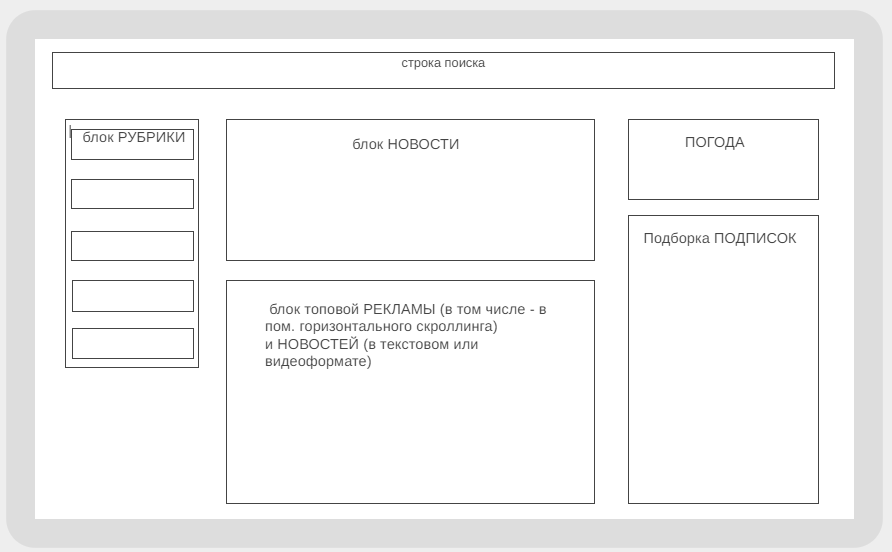 строка поиска
блок РУБРИКИ
блок НОВОСТИ
ПОГОДА
Подборка ПОДПИСОК
блок топовой РЕКЛАМЫ (в том числе - в
пом. горизонтального скроллинга)
и НОВОСТЕЙ (в текстовом или
видеоформате)